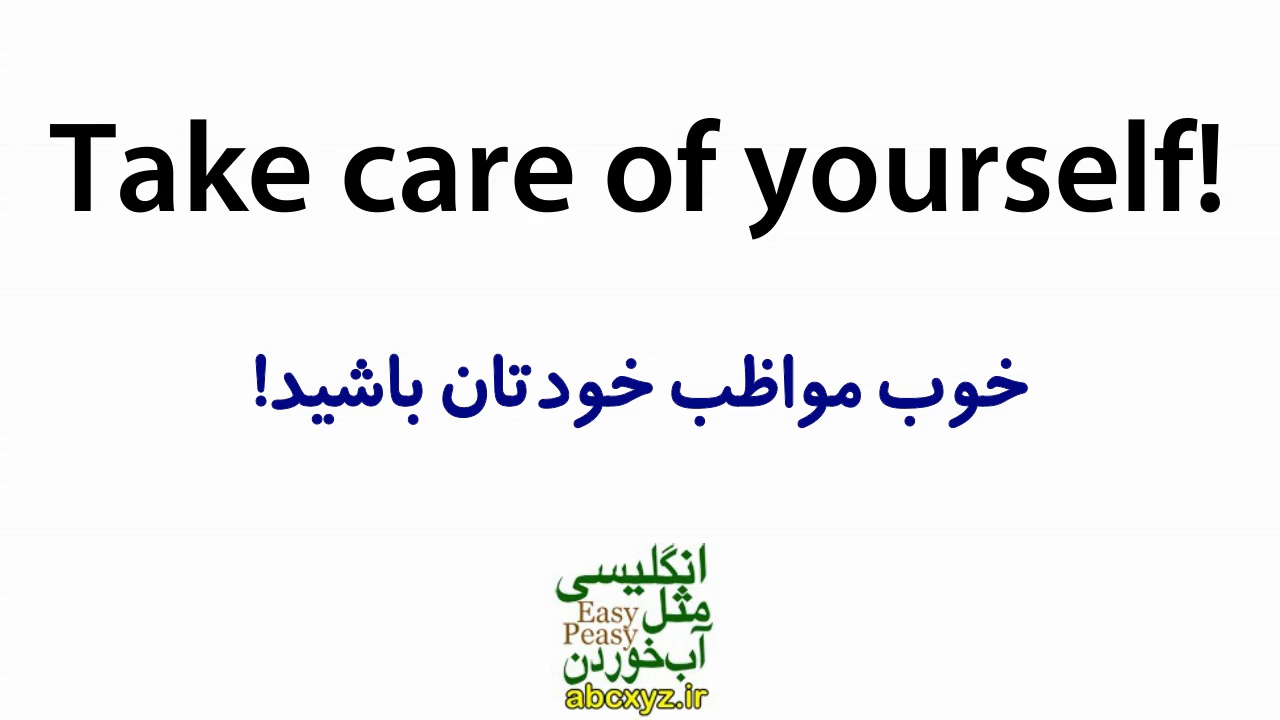 Take care of yourself!
خوب مواظب خودتان باشید!
انگلیسی
مثل
Easy
Peasy
آب‌خوردن
abcxyz.ir